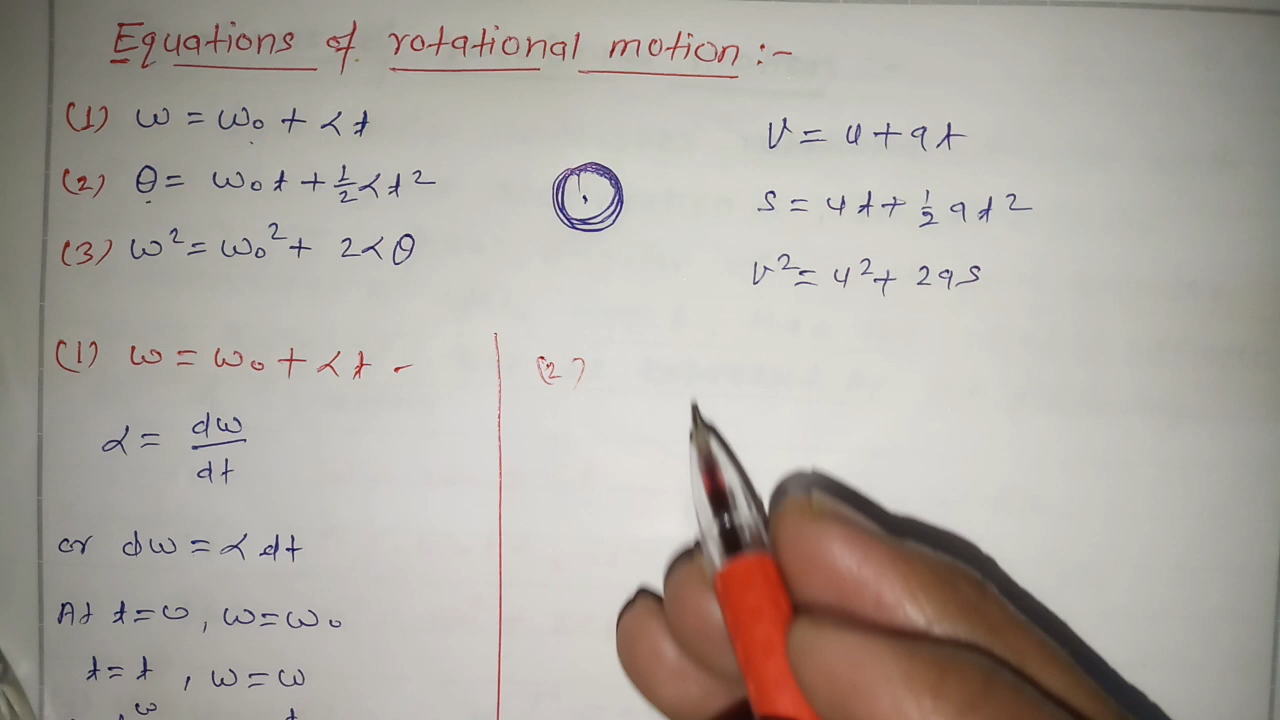 Equations of rotational motion :-
(1) ω = ω₀ + αt
(2) θ = ω₀t + ½αt²
(3) ω² = ω₀² + 2αθ
v = u + at
s = ut + ½at²
v² = u² + 2as
(1) ω = ω₀ + αt -
α = dω/dt
or dω = α dt
At t = 0, ω = ω₀
t = t, ω = ω
ω t
(2)